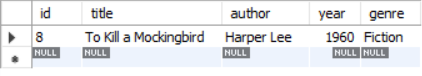 id title author year genre
8 To Kill a Mockingbird Harper Lee 1960 Fiction
NULL NULL NULL NULL NULL